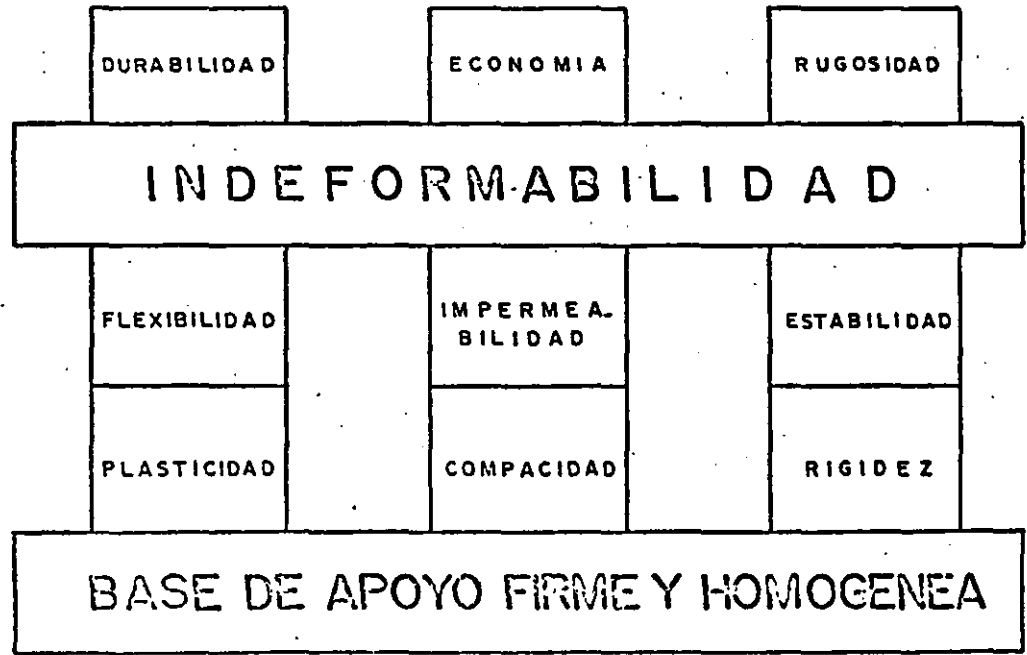 DURABILIDAD
ECONOMIA
RUGOSIDAD
INDEFORMABILIDAD
FLEXIBILIDAD
IMPERMEA-
BILIDAD
ESTABILIDAD
PLASTICIDAD
COMPACIDAD
RIGIDEZ
BASE DE APOYO FIRME Y HOMOGENEA